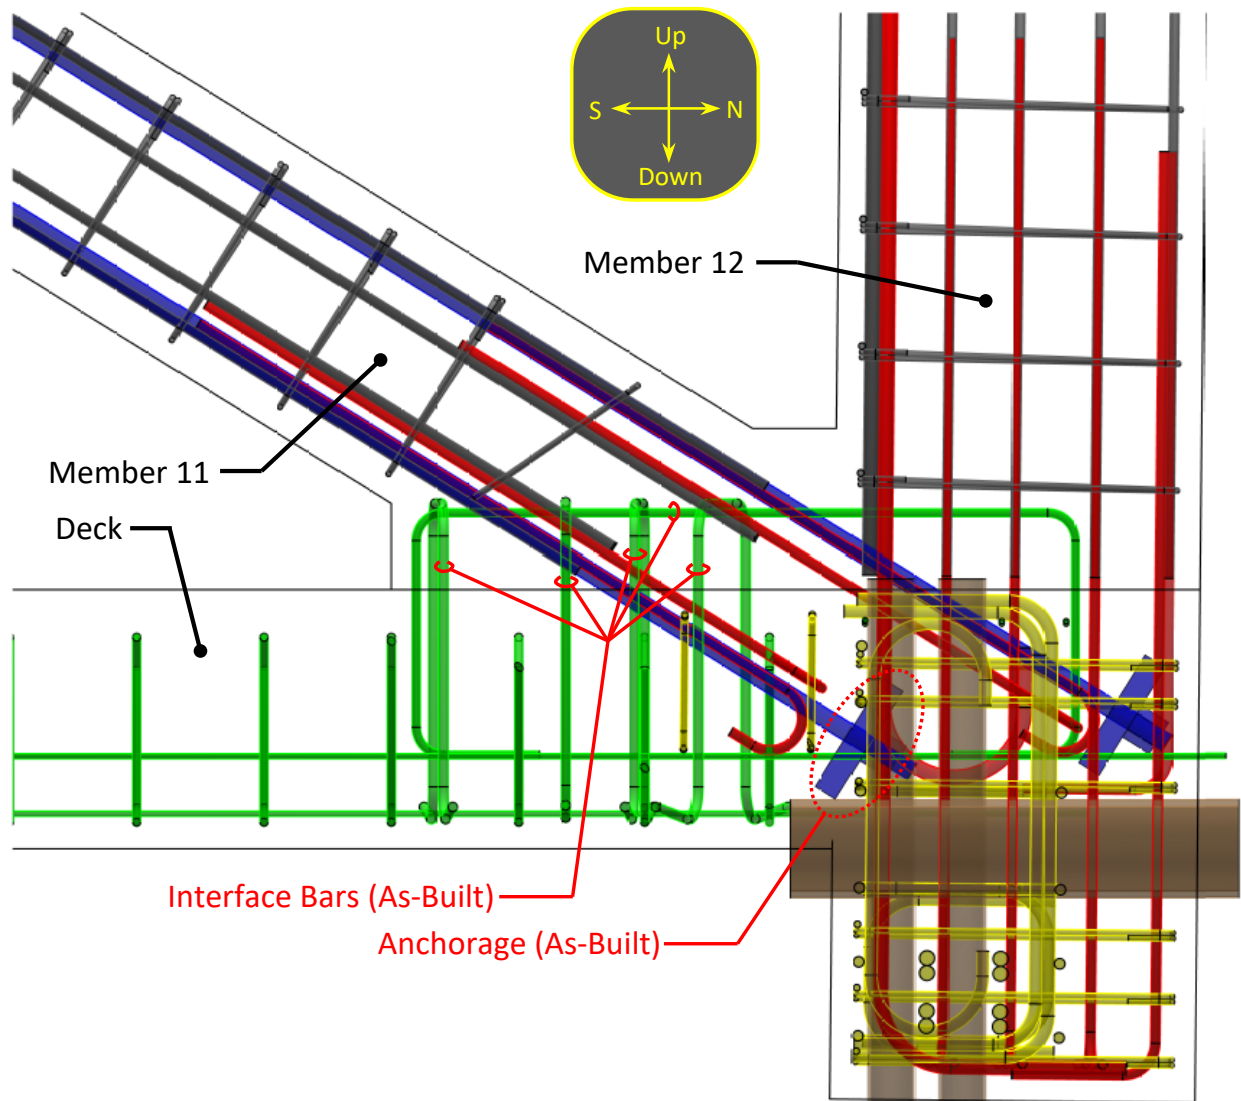 Up
S
N
Down
Member 12
Member 11
Deck
Interface Bars (As-Built)
Anchorage (As-Built)